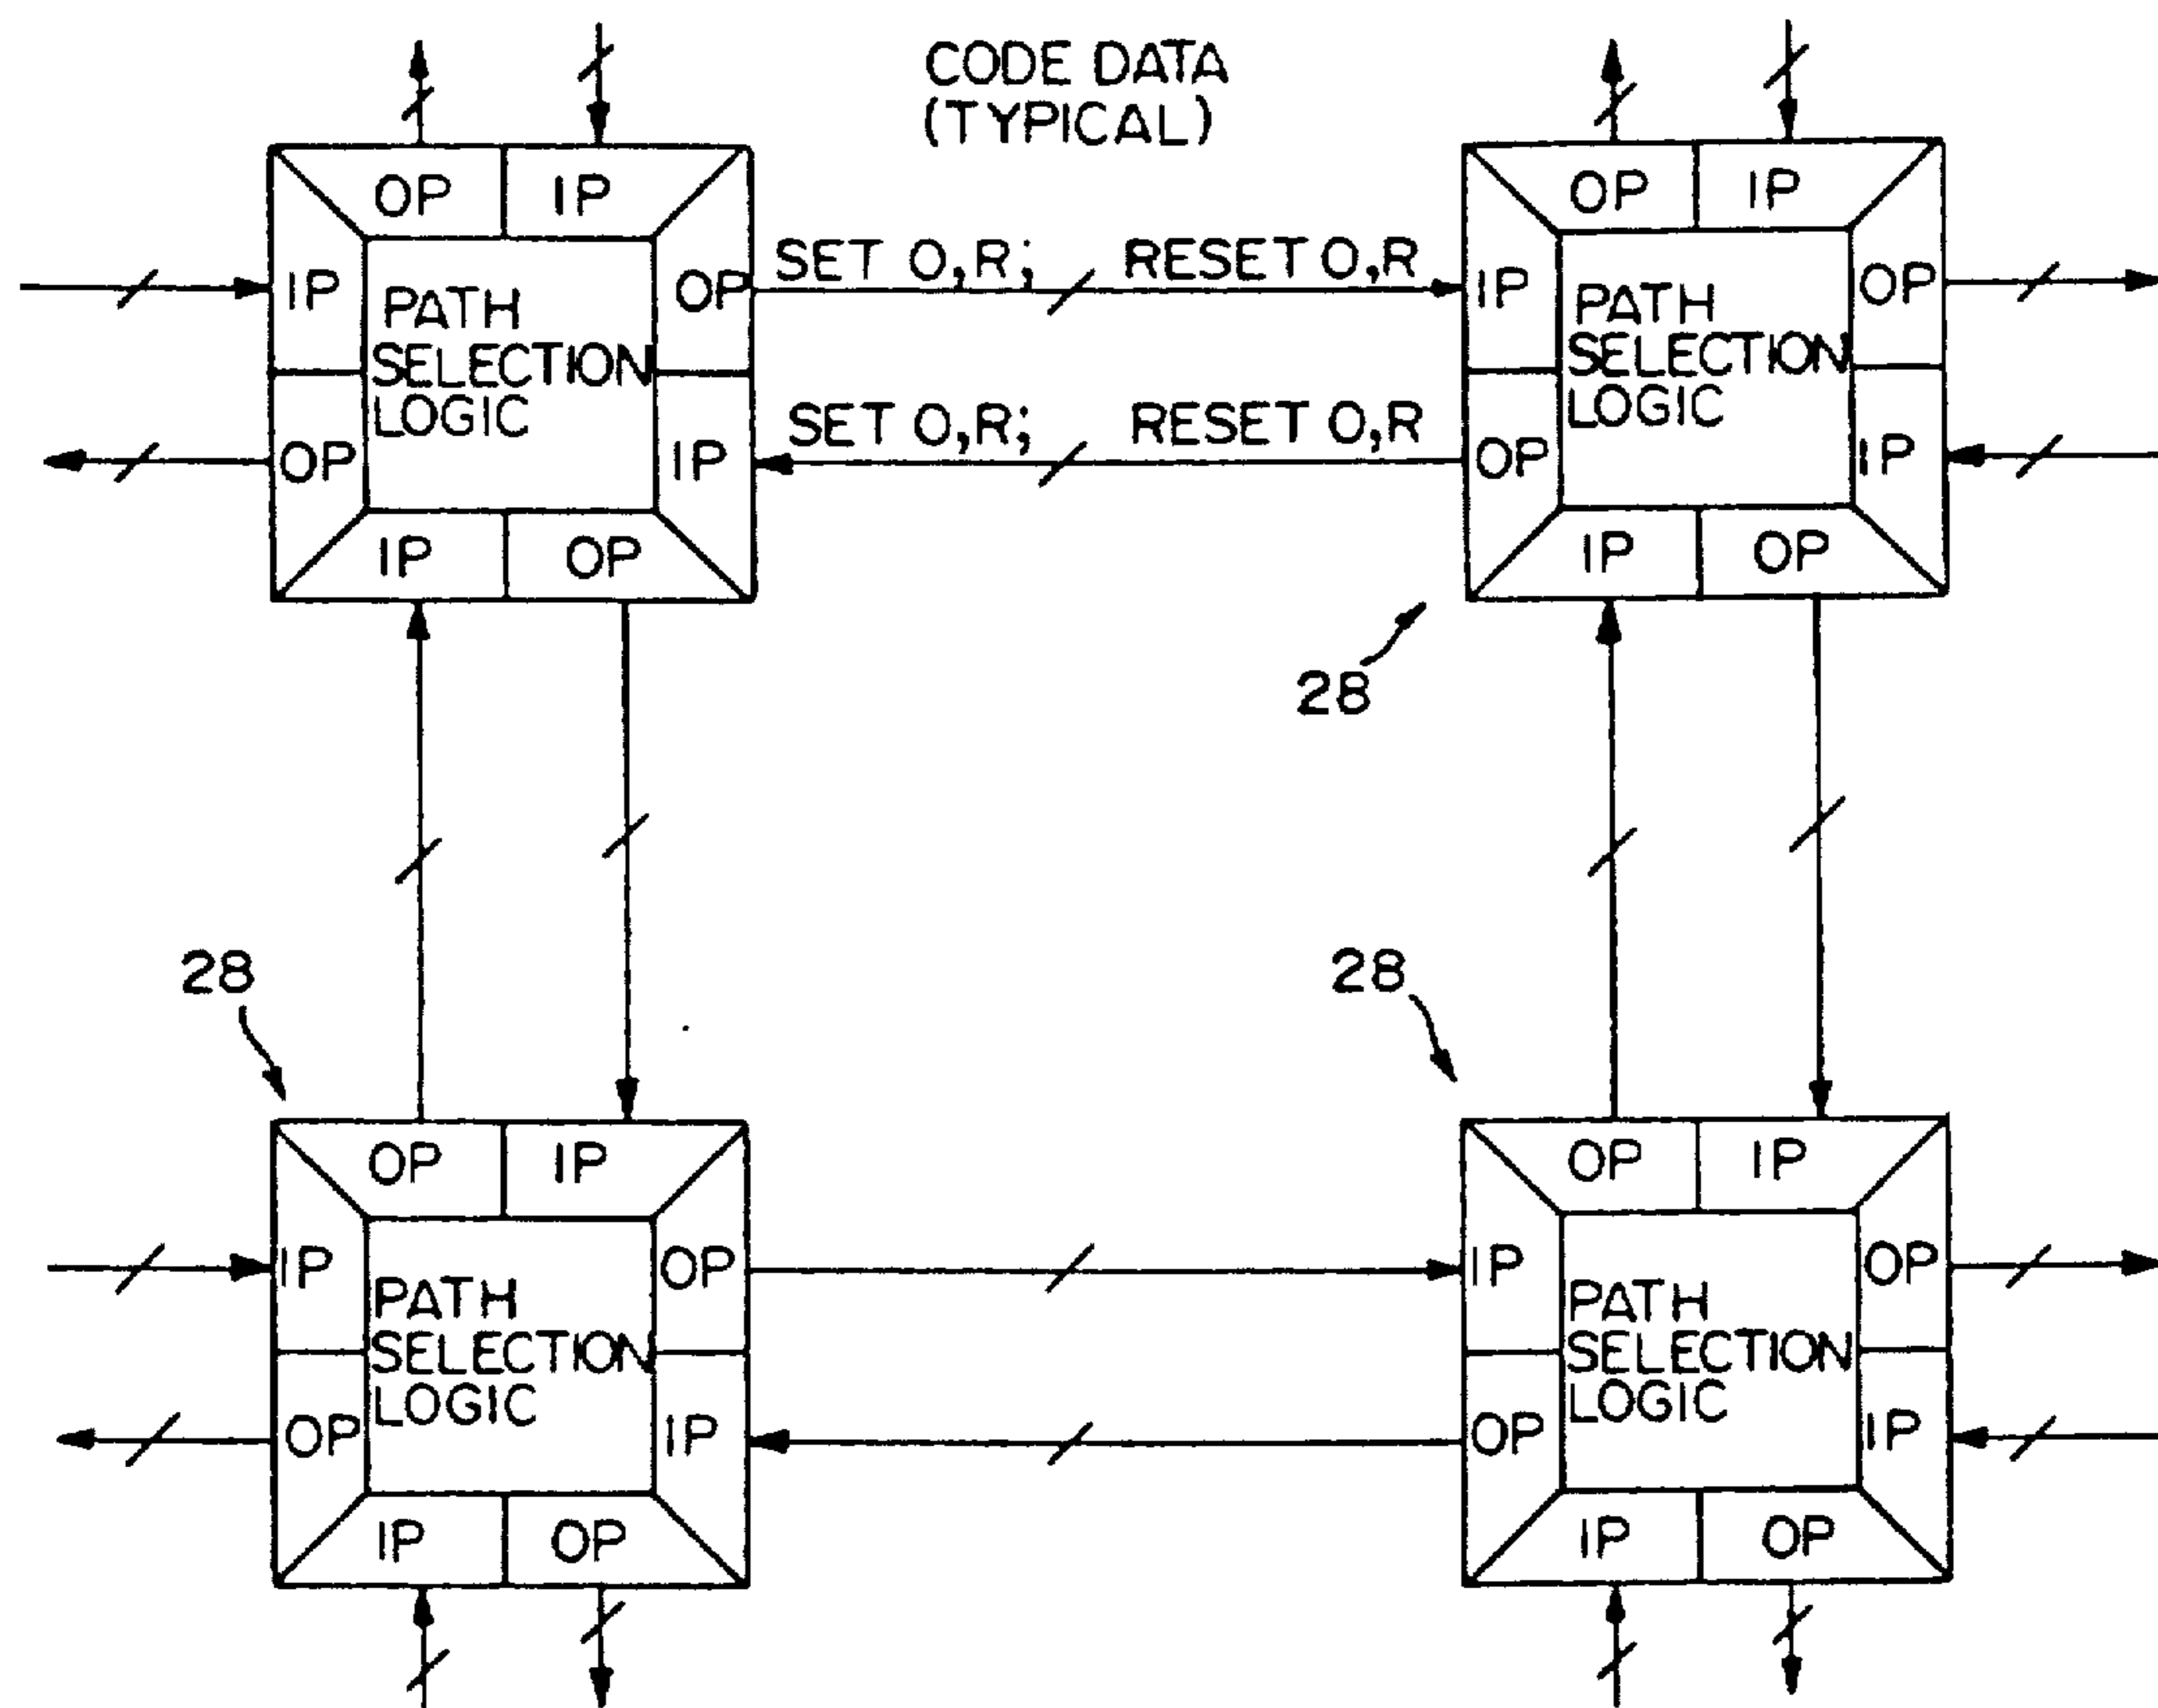 CODE DATA
(TYPICAL)
OP IP
OP IP
IP
OP
SET O,R; RESET O,R
IP
OP
PATH
SELECTION
LOGIC
PATH
SELECTION
LOGIC
OP
IP
SET O,R; RESET O,R
OP
IP
IP OP
IP OP
28
28
28
OP IP
OP IP
IP
OP
IP
OP
PATH
SELECTION
LOGIC
PATH
SELECTION
LOGIC
OP
IP
OP
IP
IP OP
IP OP